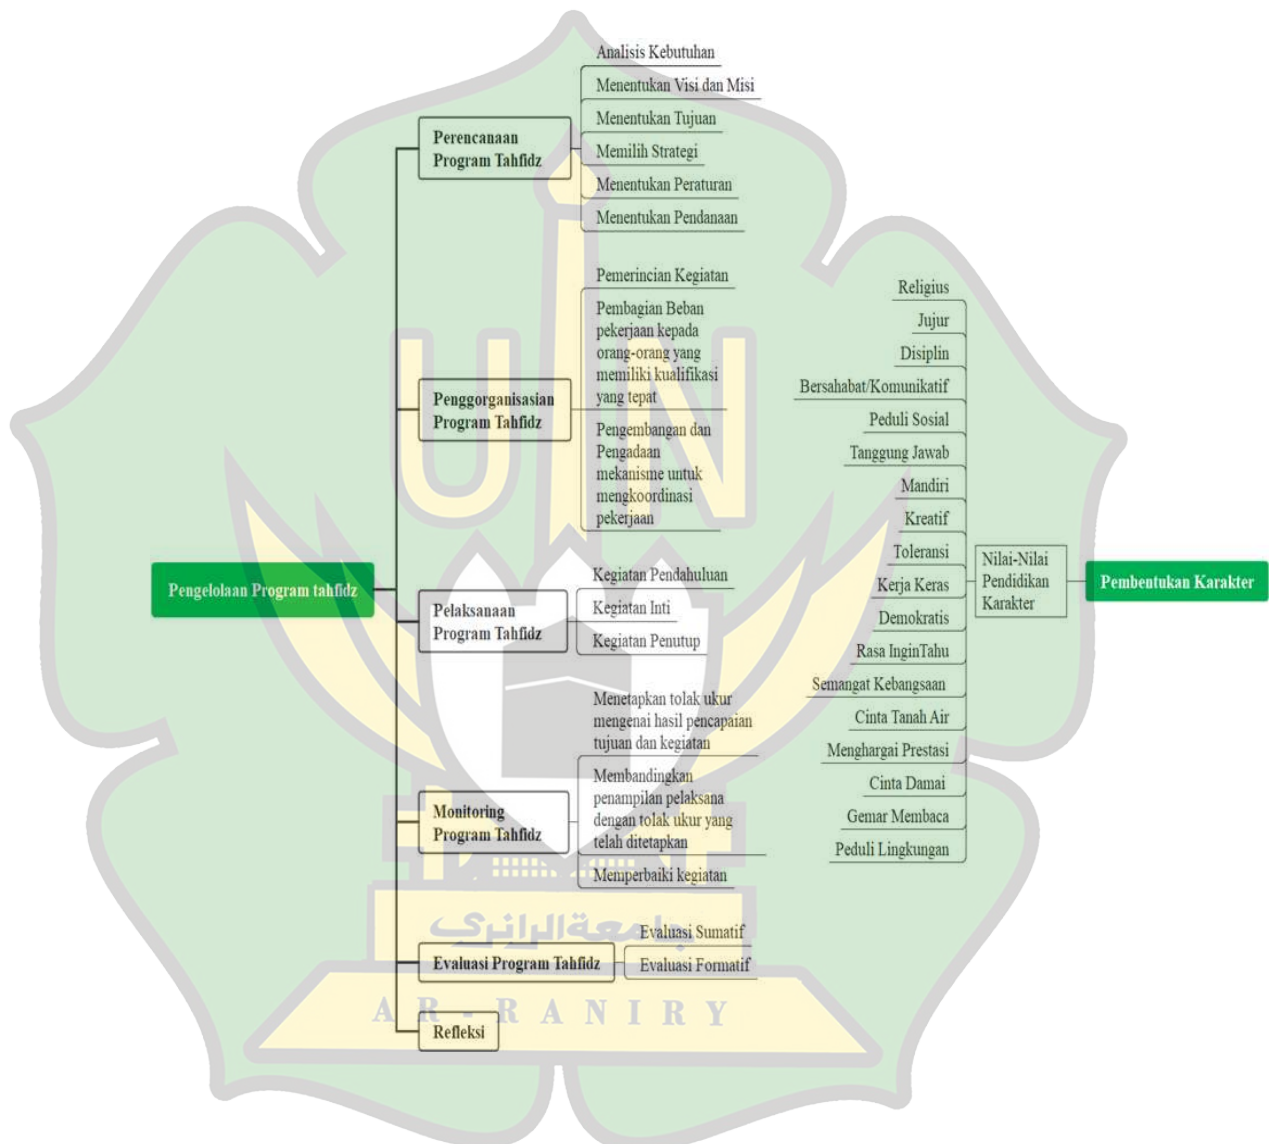 Analisis Kebutuhan
Menentukan Visi dan Misi
Menentukan Tujuan
Memilih Strategi
Menentukan Peraturan
Menentukan Pendanaan
Perencanaan
Program Tahfidz
Pemerincian Kegiatan
Pembagian Beban
pekerjaan kepada
orang-orang yang
memiliki kualifikasi
yang tepat
Pengembangan dan
Pengadaan
mekanisme untuk
mengkoordinasi
pekerjaan
Penggorganisasian
Program Tahfidz
Pengelolaan Program tahfidz
Kegiatan Pendahuluan
Kegiatan Inti
Kegiatan Penutup
Pelaksanaan
Program Tahfidz
Menetapkan tolak ukur
mengenai hasil pencapaian
tujuan dan kegiatan
Membandingkan
penampilan pelaksana
dengan tolak ukur yang
telah ditetapkan
Memperbaiki kegiatan
Monitoring
Program Tahfidz
Evaluasi Sumatif
Evaluasi Formatif
Evaluasi Program Tahfidz
Refleksi
Religius
Jujur
Disiplin
Bersahabat/Komunikatif
Peduli Sosial
Tanggung Jawab
Mandiri
Kreatif
Toleransi
Kerja Keras
Demokratis
Rasa InginTahu
Semangat Kebangsaan
Cinta Tanah Air
Menghargai Prestasi
Cinta Damai
Gemar Membaca
Peduli Lingkungan
Nilai-Nilai
Pendidikan
Karakter
Pembentukan Karakter
UIN
جامعةالرانري
AR-RANIRY